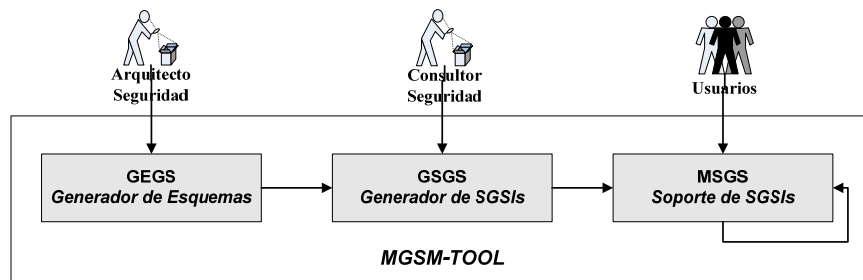 Arquitecto
Seguridad
Consultor
Seguridad
Usuarios
GEGS
Generador de Esquemas
GSGS
Generador de SGSIs
MSGS
Soporte de SGSIs
MGSM-TOOL